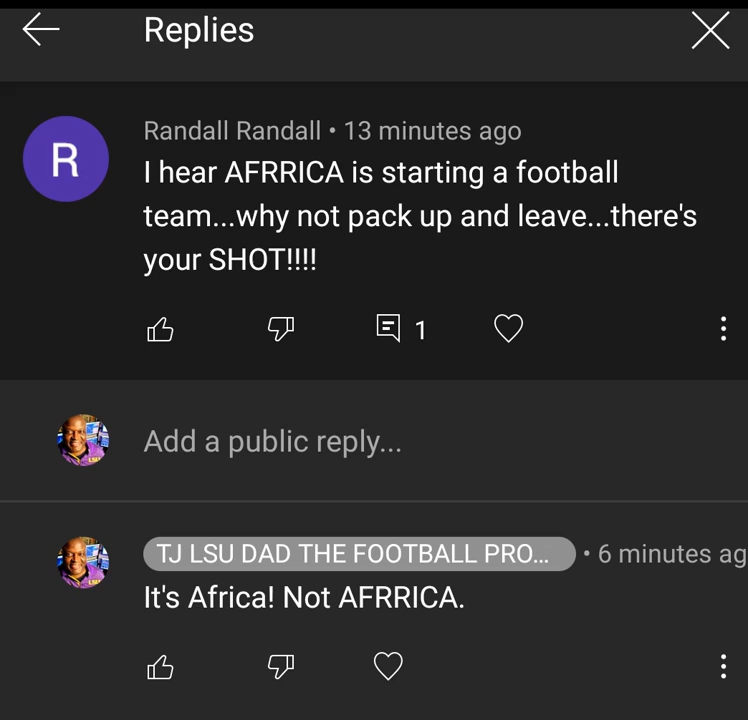 Replies
R
Randall Randall • 13 minutes ago
I hear AFRRICA is starting a football
team...why not pack up and leave...there's
your SHOT!!!!
1
Add a public reply...
TJ LSU DAD THE FOOTBALL PRO... • 6 minutes ag
It's Africa! Not AFRRICA.